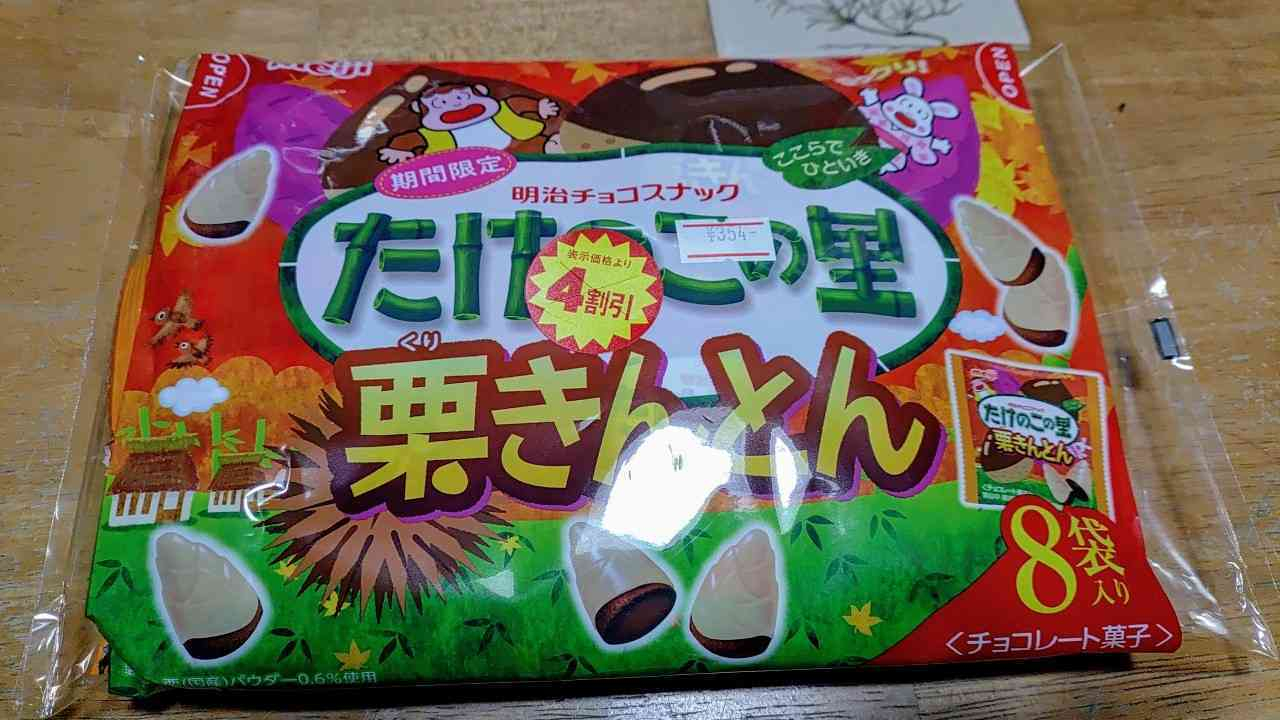 OPEN
meiji
OPEN
期間限定
ここらで
ひといき
明治チョコスナック
たけのこの里
¥354-
表示価格より
4割引
くり
栗きんとん
たけのこの里
栗きんとん
8袋入り
<チョコレート菓子>
栗(国産)パウダー0.6%使用